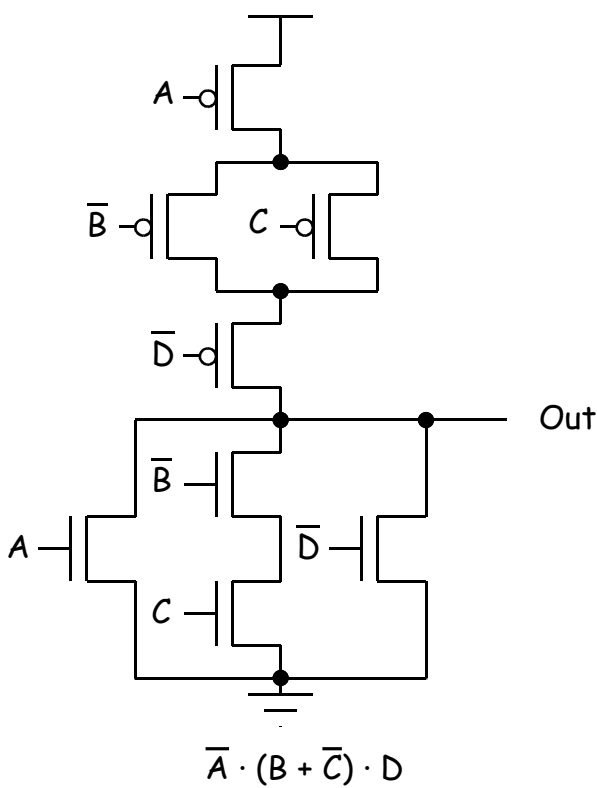 A
B̅ C
D̅
Out
B̅
A D̅
C
A̅ · (B + C̅) · D